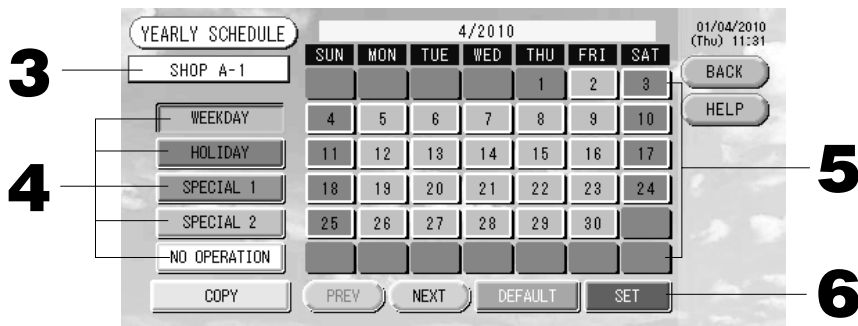 YEARLY SCHEDULE
4/2010
01/04/2010
(Thu) 11:31
3
SHOP A-1
SUN MON TUE WED THU FRI SAT
BACK
1 2 3
HELP
WEEKDAY
4 5 6 7 8 9 10
HOLIDAY
11 12 13 14 15 16 17
5
4
SPECIAL 1
18 19 20 21 22 23 24
SPECIAL 2
25 26 27 28 29 30
NO OPERATION
COPY
PREV NEXT DEFAULT SET
6